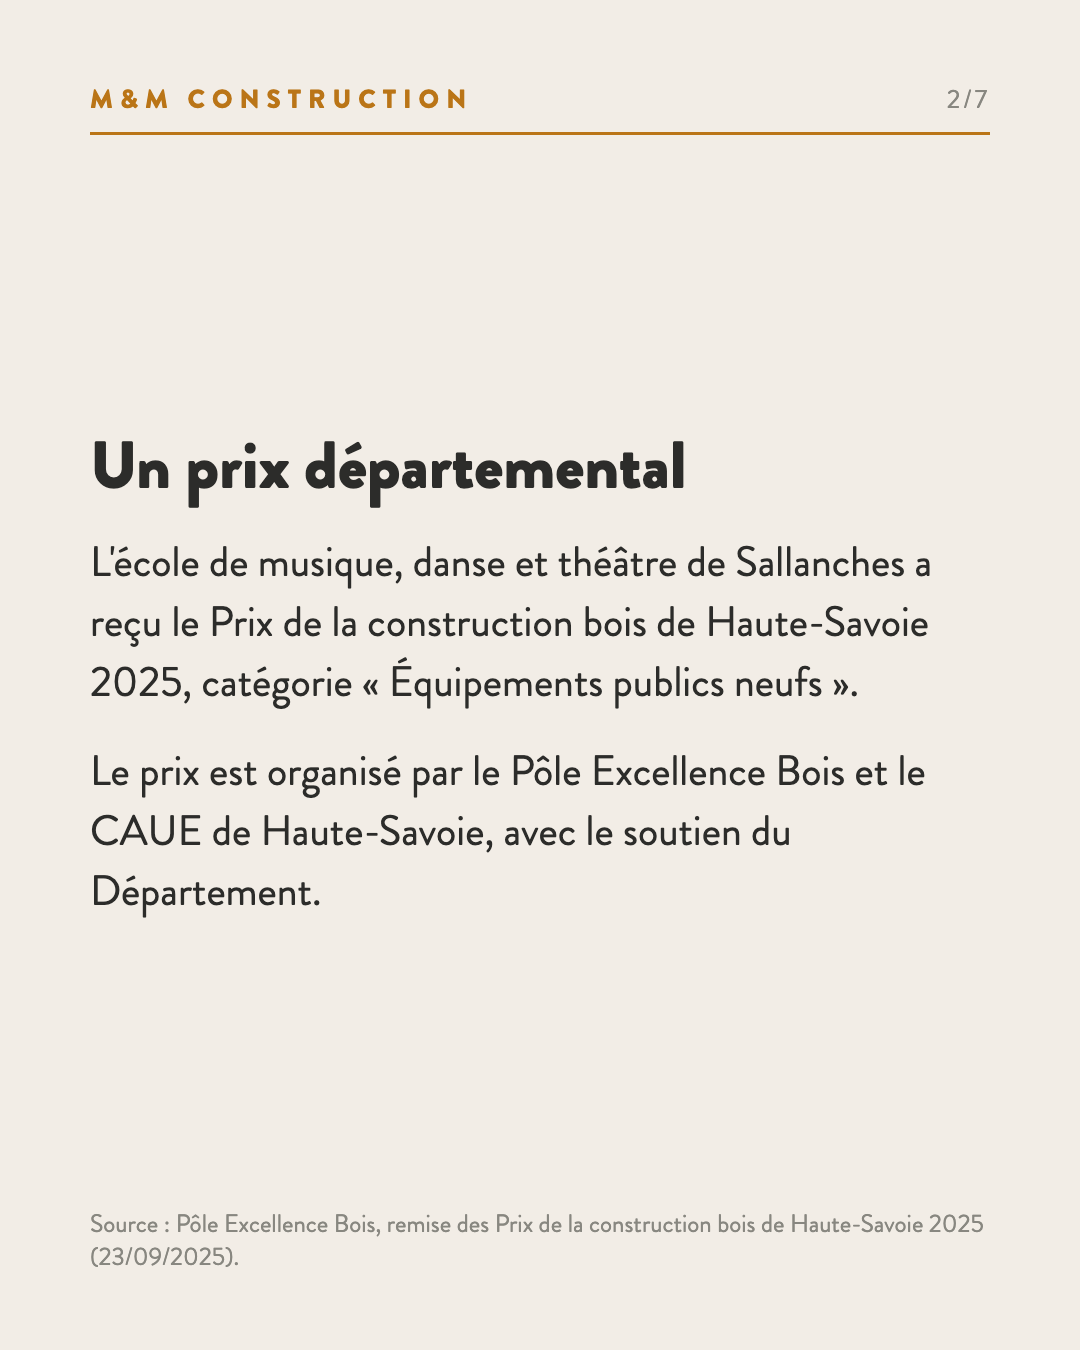 M&M CONSTRUCTION
2/7
Un prix départemental
L'école de musique, danse et théâtre de Sallanches a
reçu le Prix de la construction bois de Haute-Savoie
2025, catégorie « Équipements publics neufs ».
Le prix est organisé par le Pôle Excellence Bois et le
CAUE de Haute-Savoie, avec le soutien du
Département.
Source : Pôle Excellence Bois, remise des Prix de la construction bois de Haute-Savoie 2025
(23/09/2025).